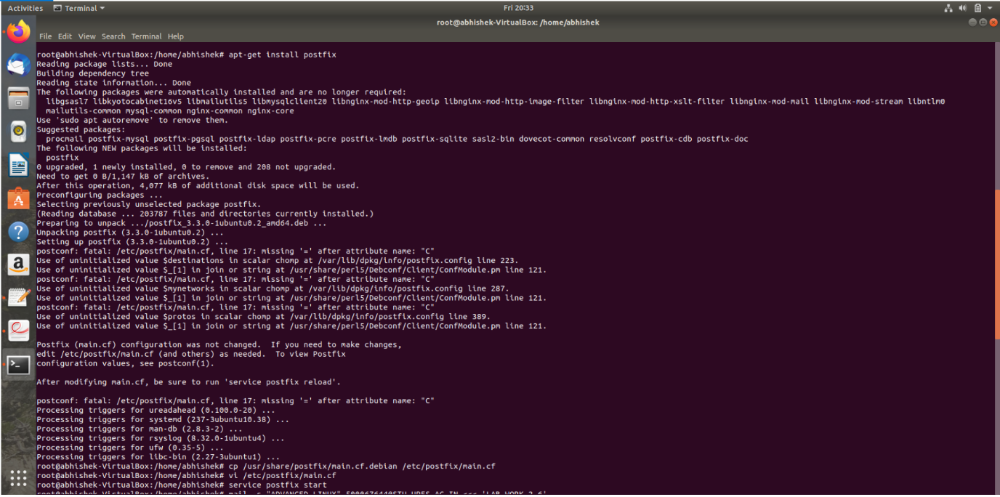 Activities Terminal Fri 20:33
root@abhishek-VirtualBox: /home/abhishek
File Edit View Search Terminal Help
root@abhishek-VirtualBox:/home/abhishek# apt-get install postfix
Reading package lists... Done
Building dependency tree
Reading state information... Done
The following packages were automatically installed and are no longer required:
libgsasl7 libkyotocabinet16v5 libmailutils5 libmysqlclient20 libnginx-mod-http-geoip libnginx-mod-http-image-filter libnginx-mod-http-xslt-filter libnginx-mod-mail libnginx-mod-stream libntlm0
mailutils-common mysql-common nginx-common nginx-core
Use 'sudo apt autoremove' to remove them.
Suggested packages:
procmail postfix-mysql postfix-pgsql postfix-ldap postfix-pcre postfix-lmdb postfix-sqlite sasl2-bin dovecot-common resolvconf postfix-cdb postfix-doc
The following NEW packages will be installed:
postfix
0 upgraded, 1 newly installed, 0 to remove and 208 not upgraded.
Need to get 0 B/1,147 kB of archives.
After this operation, 4,077 kB of additional disk space will be used.
Preconfiguring packages ...
Selecting previously unselected package postfix.
(Reading database ... 203787 files and directories currently installed.)
Preparing to unpack .../postfix_3.3.0-1ubuntu0.2_amd64.deb ...
Unpacking postfix (3.3.0-1ubuntu0.2) ...
Setting up postfix (3.3.0-1ubuntu0.2) ...
postconf: fatal: /etc/postfix/main.cf, line 17: missing '=' after attribute name: "C"
Use of uninitialized value $destinations in scalar chomp at /var/lib/dpkg/info/postfix.config line 223.
Use of uninitialized value $_[1] in join or string at /usr/share/perl5/Debconf/Client/ConfModule.pm line 121.
postconf: fatal: /etc/postfix/main.cf, line 17: missing '=' after attribute name: "C"
Use of uninitialized value $mynetworks in scalar chomp at /var/lib/dpkg/info/postfix.config line 287.
Use of uninitialized value $_[1] in join or string at /usr/share/perl5/Debconf/Client/ConfModule.pm line 121.
postconf: fatal: /etc/postfix/main.cf, line 17: missing '=' after attribute name: "C"
Use of uninitialized value $protos in scalar chomp at /var/lib/dpkg/info/postfix.config line 389.
Use of uninitialized value $_[1] in join or string at /usr/share/perl5/Debconf/Client/ConfModule.pm line 121.
Postfix (main.cf) configuration was not changed.  If you need to make changes,
edit /etc/postfix/main.cf (and others) as needed.  To view Postfix
configuration values, see postconf(1).
After modifying main.cf, be sure to run 'service postfix reload'.
postconf: fatal: /etc/postfix/main.cf, line 17: missing '=' after attribute name: "C"
Processing triggers for ureadahead (0.100.0-20) ...
Processing triggers for systemd (237-3ubuntu10.38) ...
Processing triggers for man-db (2.8.3-2) ...
Processing triggers for rsyslog (8.32.0-1ubuntu4) ...
Processing triggers for ufw (0.35-5) ...
Processing triggers for libc-bin (2.27-3ubuntu1) ...
root@abhishek-VirtualBox:/home/abhishek# cp /usr/share/postfix/main.cf.debian /etc/postfix/main.cf
root@abhishek-VirtualBox:/home/abhishek# vi /etc/postfix/main.cf
root@abhishek-VirtualBox:/home/abhishek# service postfix start
root@abhishek-VirtualBox:/home/abhishek# mail -s "ADVANCED LINUX" <<< 'LAB WORK